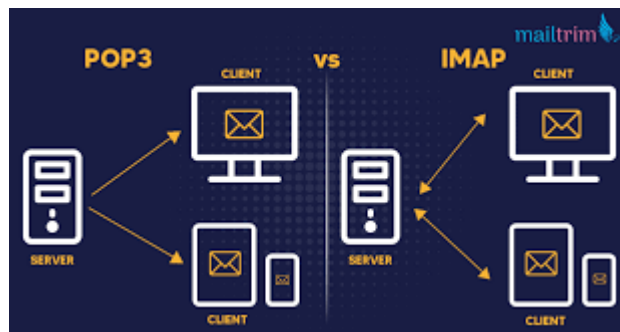 mailtrim
POP3 vs IMAP
CLIENT
SERVER
CLIENT
CLIENT
SERVER
CLIENT